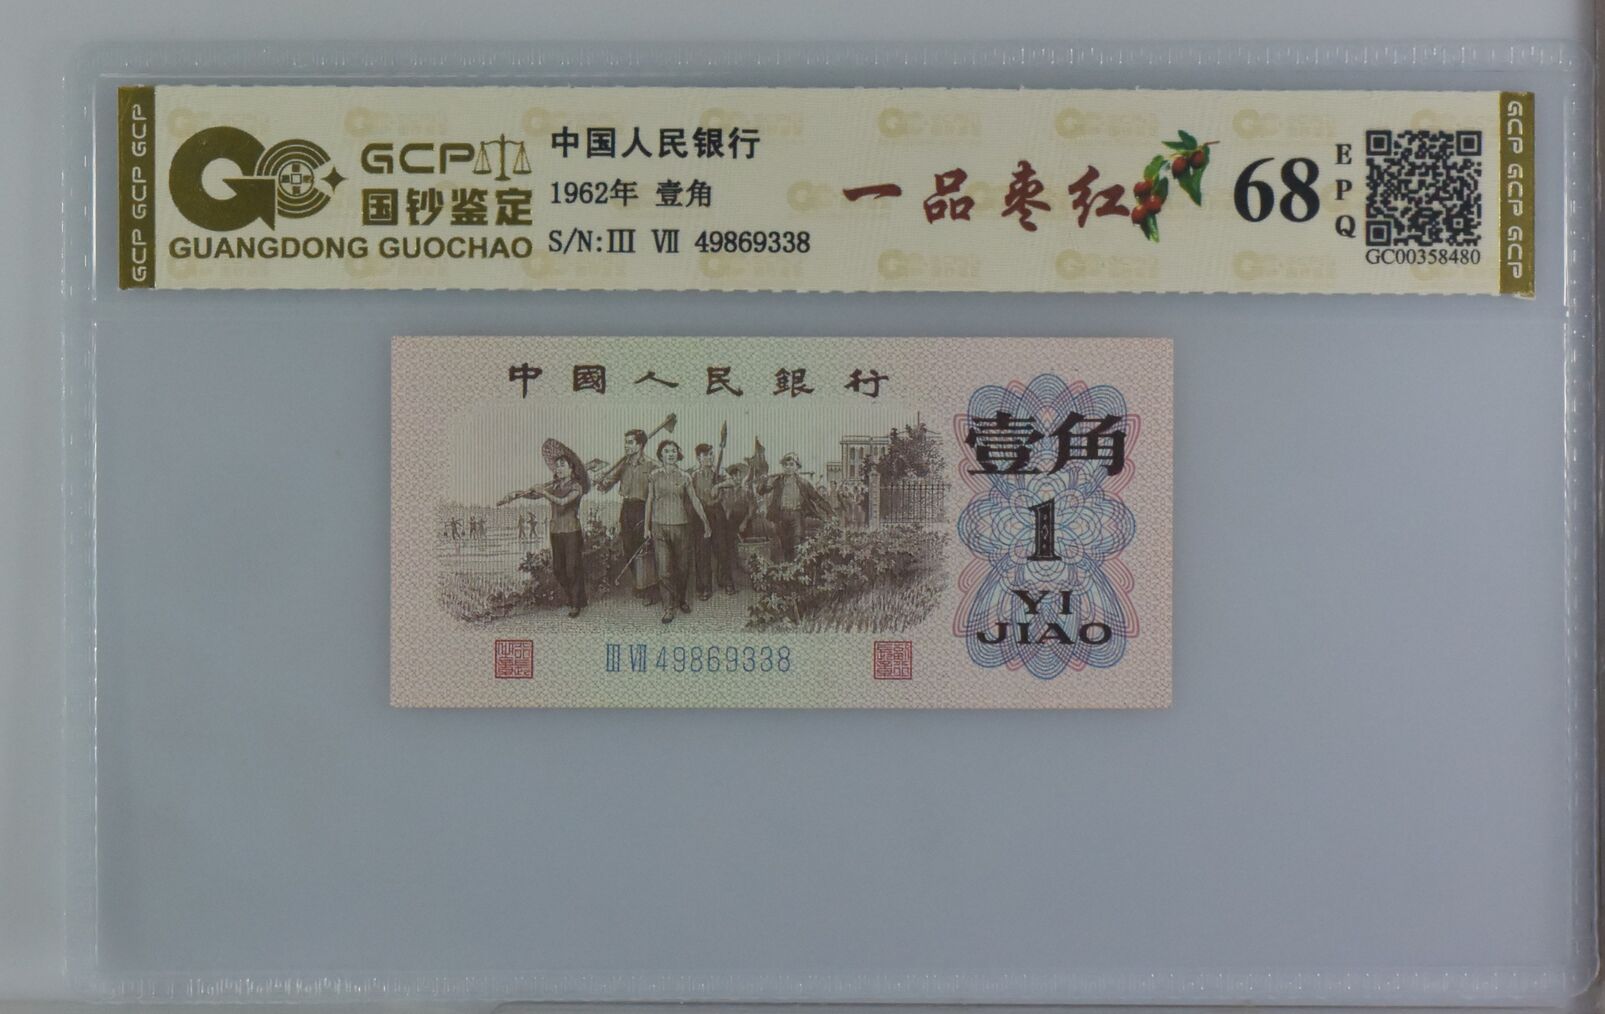 GCP GCP GCP
GCP
国钞鉴定
GUANGDONG GUOCHAO
中国人民银行
1962年 壹角
S/N:III VII 49869338
一品枣红
68
EPQ
GC00358480
GCP GCP GCP
中國人民銀行
壹角
1
YI
JIAO
III VII 49869338